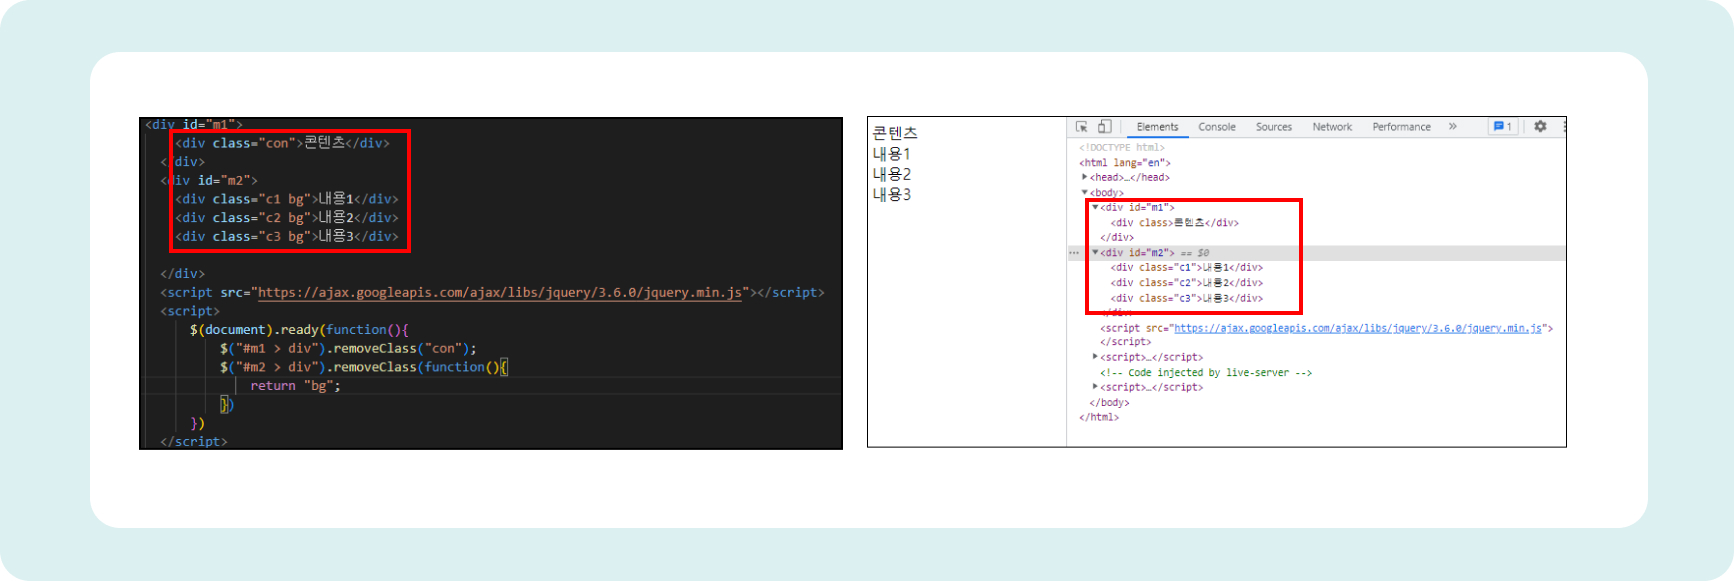 <div id="m1">
<div class="con">콘텐츠</div>
</div>
<div id="m2">
<div class="c1 bg">내용1</div>
<div class="c2 bg">내용2</div>
<div class="c3 bg">내용3</div>
</div>
<script src="https://ajax.googleapis.com/ajax/libs/jquery/3.6.0/jquery.min.js"></script>
<script>
$(document).ready(function(){
$("#m1 > div").removeClass("con");
$("#m2 > div").removeClass(function(){
return "bg";
})
})
</script>
콘텐츠
내용1
내용2
내용3
Elements Console Sources Network Performance » 1
<!DOCTYPE html>
<html lang="en">
<head>…</head>
<body>
<div id="m1">
<div class>콘텐츠</div>
</div>
<div id="m2"> == $0
<div class="c1">내용1</div>
<div class="c2">내용2</div>
<div class="c3">내용3</div>
</div>
<script src="https://ajax.googleapis.com/ajax/libs/jquery/3.6.0/jquery.min.js">
</script>
<script>…</script>
<!-- Code injected by live-server -->
<script>…</script>
</body>
</html>